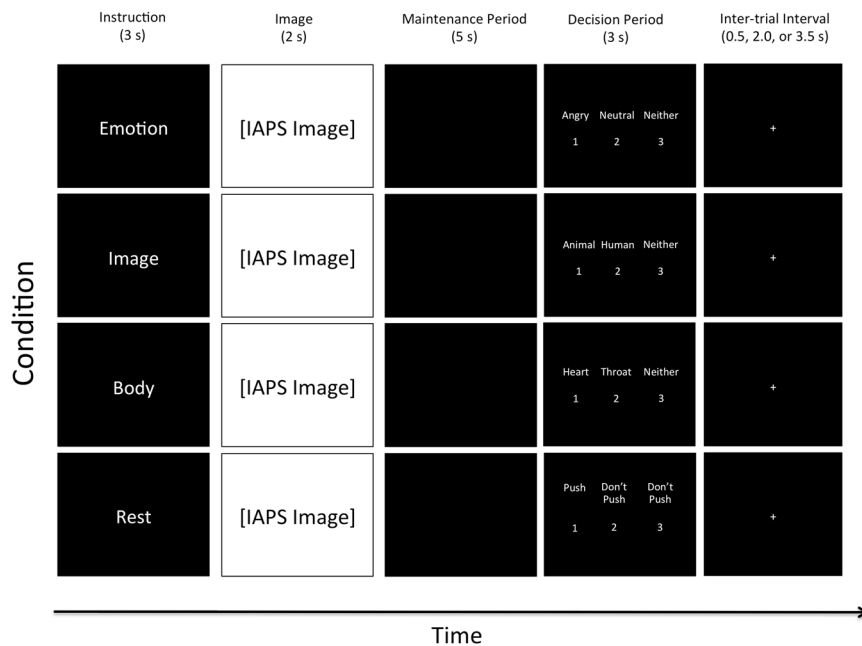 Instruction
(3 s)
Image
(2 s)
Maintenance Period
(5 s)
Decision Period
(3 s)
Inter-trial Interval
(0.5, 2.0, or 3.5 s)
Condition
Emotion
[IAPS Image]
Angry Neutral Neither
1 2 3
+
Image
[IAPS Image]
Animal Human Neither
1 2 3
+
Body
[IAPS Image]
Heart Throat Neither
1 2 3
+
Rest
[IAPS Image]
Push Don't Push Don't Push
1 2 3
+
Time